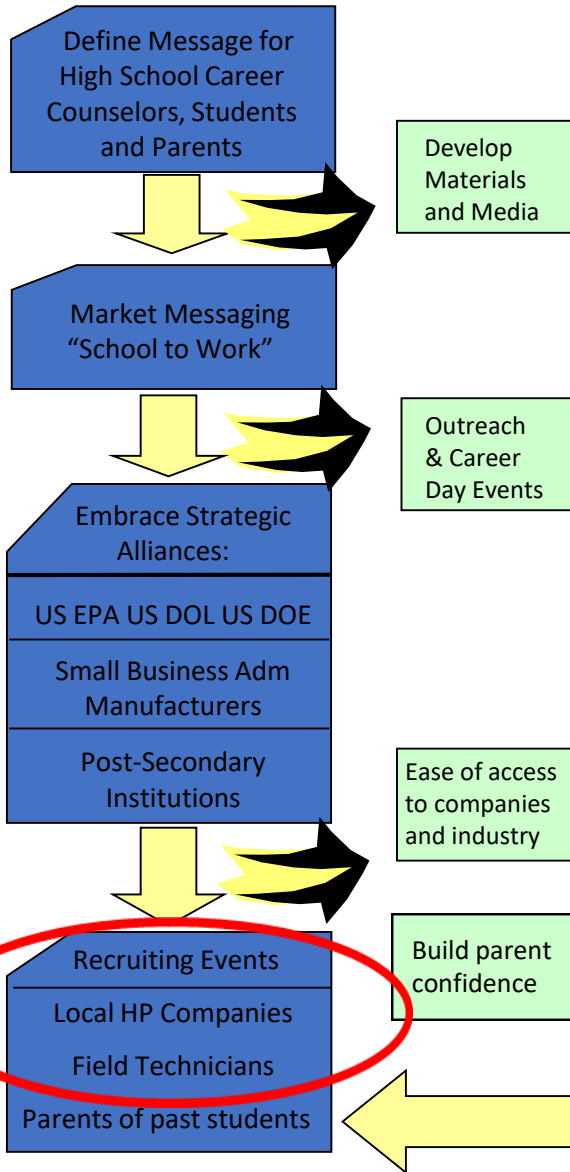 Define Message for
High School Career
Counselors, Students
and Parents
Develop
Materials
and Media
Market Messaging
“School to Work”
Outreach
& Career
Day Events
Embrace Strategic
Alliances:
US EPA US DOL US DOE
Small Business Adm
Manufacturers
Post-Secondary
Institutions
Ease of access
to companies
and industry
Recruiting Events
Local HP Companies
Field Technicians
Parents of past students
Build parent
confidence